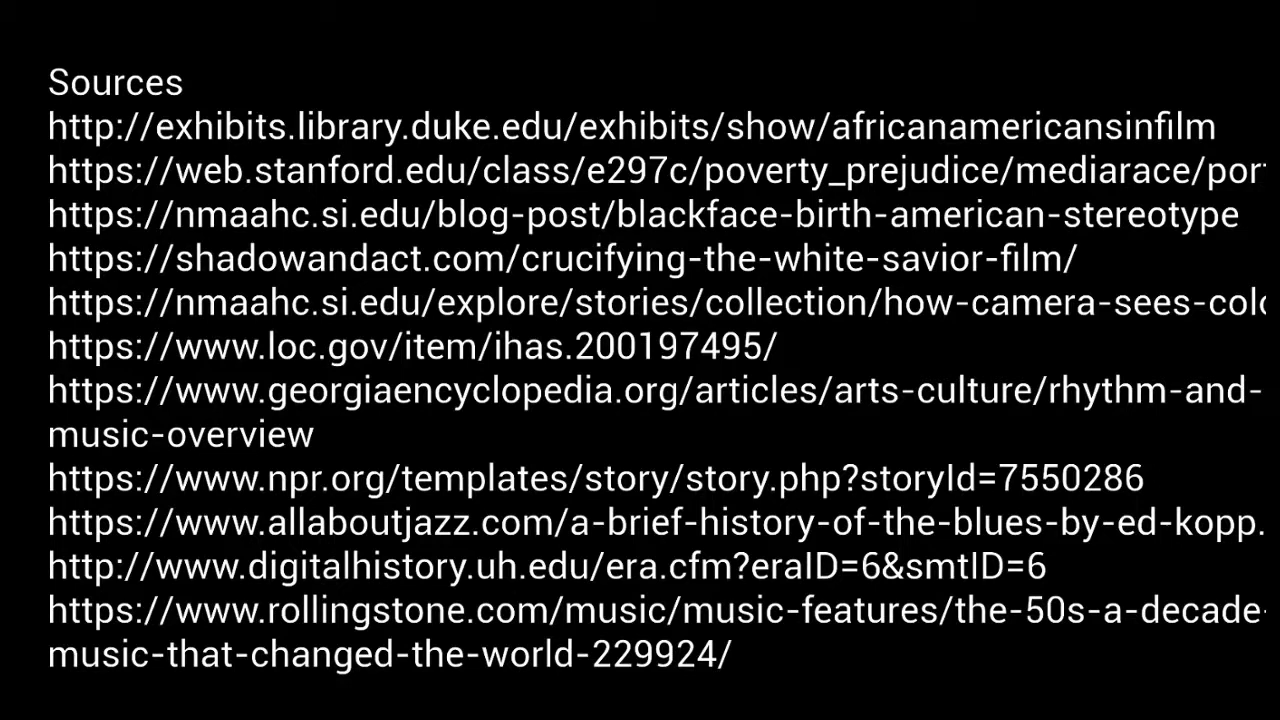 Sources
http://exhibits.library.duke.edu/exhibits/show/africanamericansinfilm
https://web.stanford.edu/class/e297c/poverty_prejudice/mediarace/por
https://nmaahc.si.edu/blog-post/blackface-birth-american-stereotype
https://shadowandact.com/crucifying-the-white-savior-film/
https://nmaahc.si.edu/explore/stories/collection/how-camera-sees-colo
https://www.loc.gov/item/ihas.200197495/
https://www.georgiaencyclopedia.org/articles/arts-culture/rhythm-and-
music-overview
https://www.npr.org/templates/story/story.php?storyId=7550286
https://www.allaboutjazz.com/a-brief-history-of-the-blues-by-ed-kopp.
http://www.digitalhistory.uh.edu/era.cfm?eraID=6&smtID=6
https://www.rollingstone.com/music/music-features/the-50s-a-decade-
music-that-changed-the-world-229924/